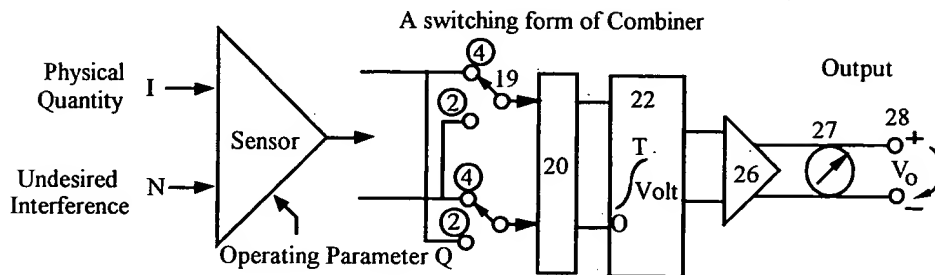 A switching form of Combiner
Physical
Quantity
I
Undesired
Interference
N
Sensor
Operating Parameter Q
4
19
2
4
2
20
22
T
∫
Volt
O
26
Output
27
28
+
Vo
−